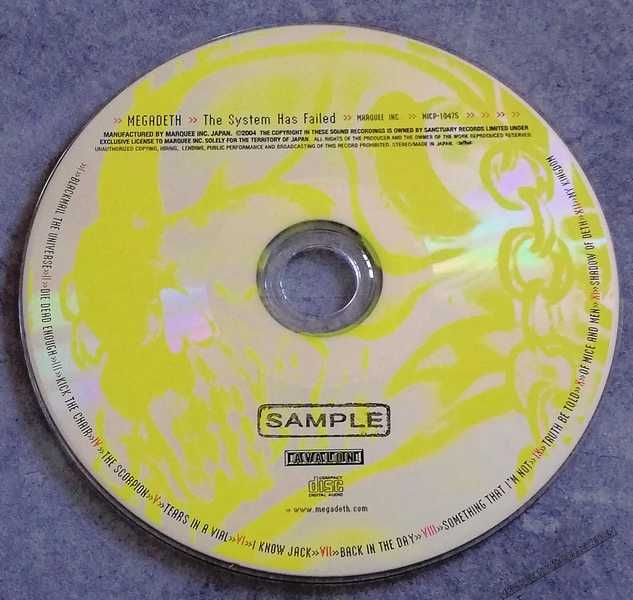 >> MEGADETH >> The System Has Failed >> MARQUEE INC. >> MICP-10475 >> >> >> >>
MANUFACTURED BY MARQUEE INC. JAPAN. ©2004 THE COPYRIGHT IN THESE SOUND RECORDINGS IS OWNED BY SANCTUARY RECORDS LIMITED UNDER
EXCLUSIVE LICENSE TO MARQUEE INC. SOLELY FOR THE TERRITORY OF JAPAN. ALL RIGHTS OF THE PRODUCER AND THE OWNER OF THE WORK REPRODUCED RESERVED.
UNAUTHORIZED COPYING, HIRING, LENDING, PUBLIC PERFORMANCE AND BROADCASTING OF THIS RECORD PROHIBITED. STEREO/MADE IN JAPAN.
I>>BLACKMAIL THE UNIVERSE>>II>>DIE DEAD ENOUGH>>III>>KICK THE CHAIR>>IV>>THE SCORPION>>V>>TEARS IN A VIAL>>VI>>I KNOW JACK>>VII>>BACK IN THE DAY>>VIII>>SOMETHING THAT I'M NOT>>IX>>TRUTH BE TOLD>>X>>OF MICE AND MEN>>XI>>SHADOW OF DETH>>XII>>MY KINGDOM
SAMPLE
AVALON
COMPACT
disc
DIGITAL AUDIO
>> www.megadeth.com